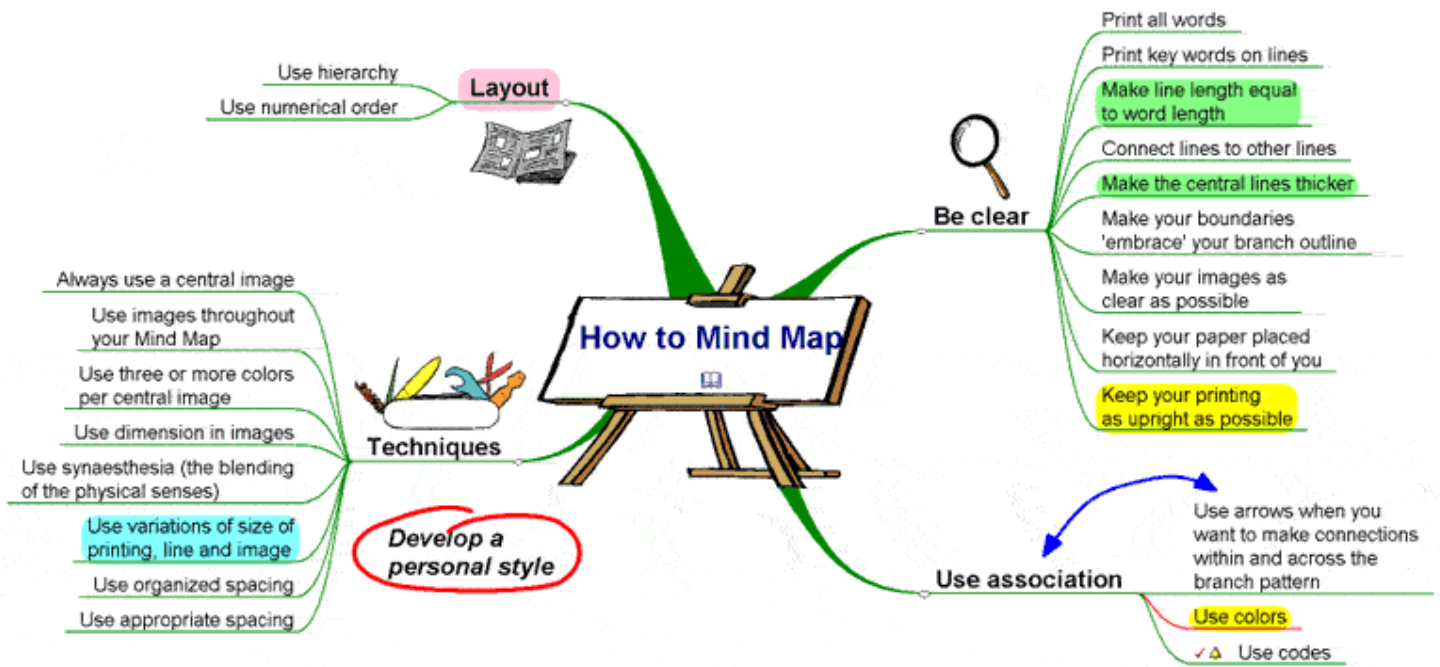 How to Mind Map
Layout
Use hierarchy
Use numerical order
Be clear
Print all words
Print key words on lines
Make line length equal
to word length
Connect lines to other lines
Make the central lines thicker
Make your boundaries
'embrace' your branch outline
Make your images as
clear as possible
Keep your paper placed
horizontally in front of you
Keep your printing
as upright as possible
Techniques
Always use a central image
Use images throughout
your Mind Map
Use three or more colors
per central image
Use dimension in images
Use synaesthesia (the blending
of the physical senses)
Use variations of size of
printing, line and image
Use organized spacing
Use appropriate spacing
Develop a
personal style
Use association
Use arrows when you
want to make connections
within and across the
branch pattern
Use colors
Use codes